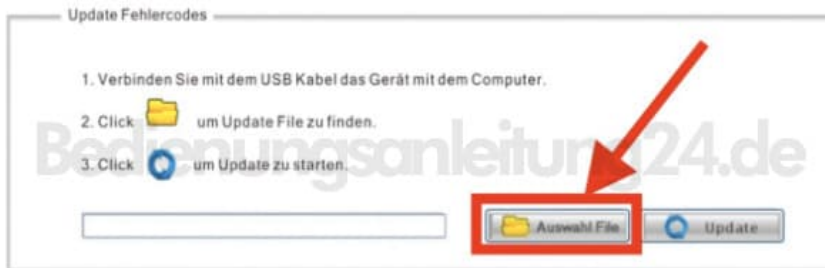 Update Fehlercodes
1. Verbinden Sie mit dem USB Kabel das Gerät mit dem Computer.
2. Click um Update File zu finden.
3. Click um Update zu starten.
Bedienungsanleitung24.de
Auswahl File Update